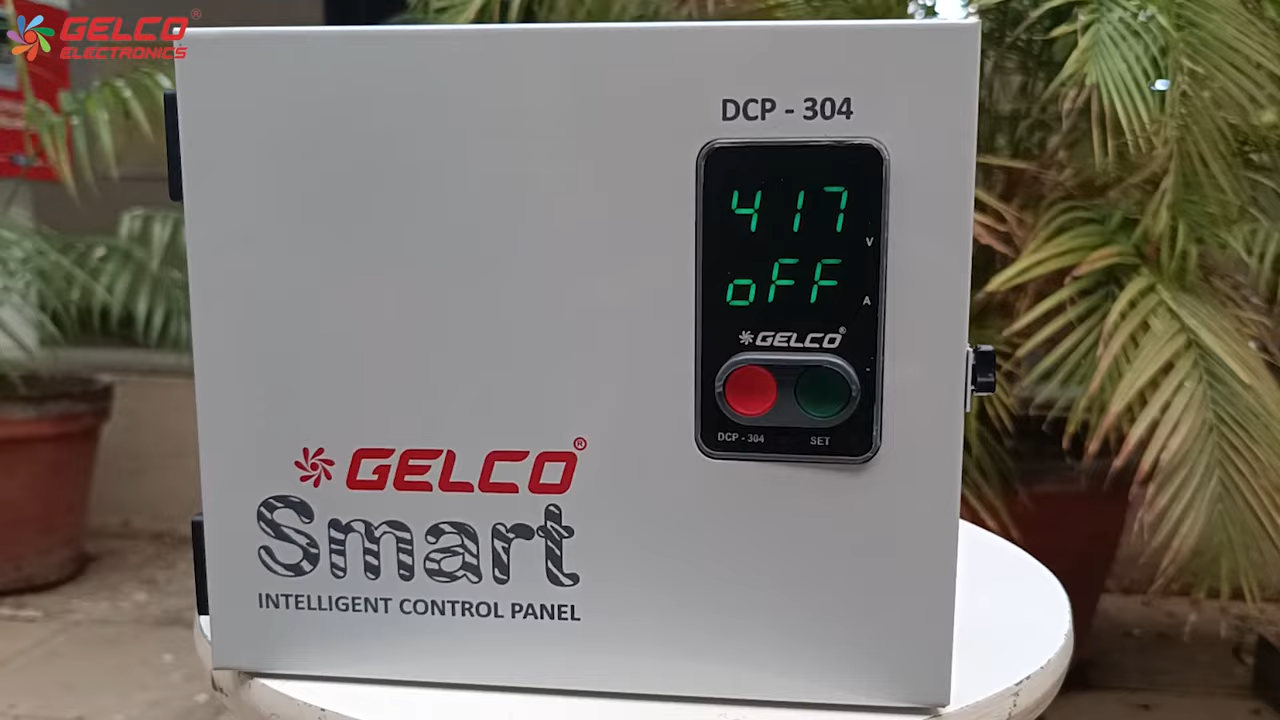 GELCO®
ELECTRONICS
DCP - 304
417
V
oFF
A
GELCO®
DCP - 304
SET
GELCO®
Smart
INTELLIGENT CONTROL PANEL